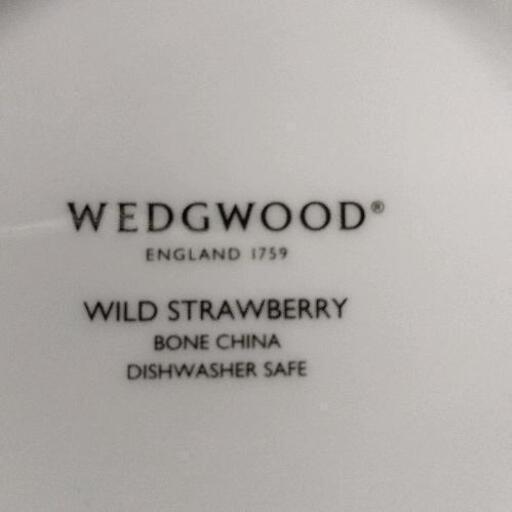 WEDGWOOD®
ENGLAND 1759
WILD STRAWBERRY
BONE CHINA
DISHWASHER SAFE